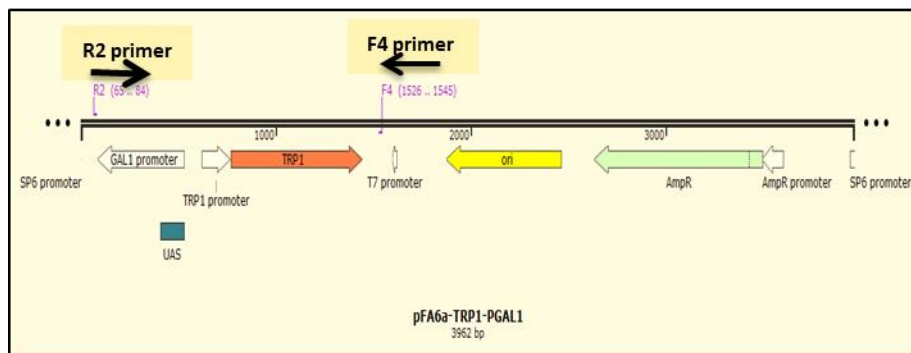 R2 primer
F4 primer
R2 (65 .. 84)
F4 (1526 .. 1545)
1000
2000
3000
GAL1 promoter
TRP1
ori
AmpR
SP6 promoter
TRP1 promoter
T7 promoter
AmpR
AmpR promoter
SP6 promoter
UAS
pFA6a-TRP1-PGAL1
3962 bp